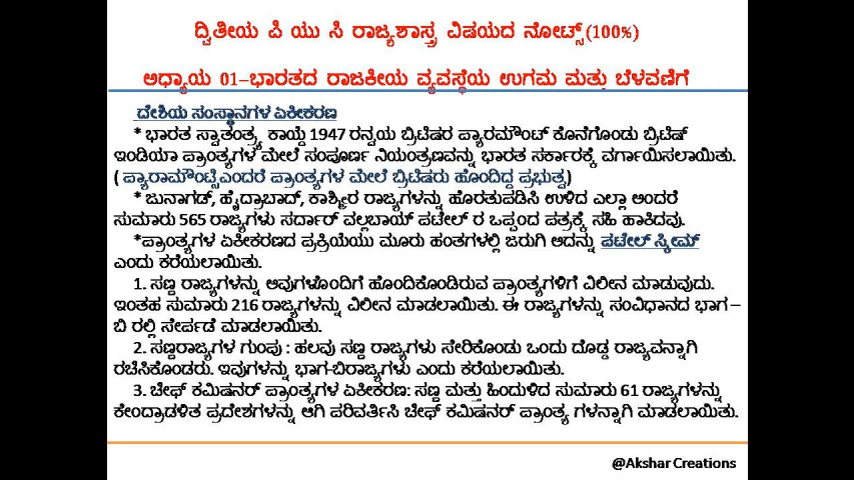 ದ್ವಿತೀಯ ಪಿ ಯು ಸಿ ರಾಜ್ಯಶಾಸ್ತ್ರ ವಿಷಯದ ನೋಟ್ಸ್(100%)
ಅಧ್ಯಾಯ 01-ಭಾರತದ ರಾಜಕೀಯ ವ್ಯವಸ್ಥೆಯ ಉಗಮ ಮತ್ತು ಬೆಳವಣಿಗೆ
ದೇಶಿಯ ಸಂಸ್ಥಾನಗಳ ಏಕೀಕರಣ
* ಭಾರತ ಸ್ವಾತಂತ್ರ್ಯ ಕಾಯ್ದೆ 1947 ರನ್ವಯ ಬ್ರಿಟಿಷರ ಪ್ಯಾರಮೌಂಟ್ ಕೊನೆಗೊಂಡು ಬ್ರಿಟಿಷ್
ಇಂಡಿಯಾ ಪ್ರಾಂತ್ಯಗಳ ಮೇಲೆ ಸಂಪೂರ್ಣ ನಿಯಂತ್ರಣವನ್ನು ಭಾರತ ಸರ್ಕಾರಕ್ಕೆ ವರ್ಗಾಯಿಸಲಾಯಿತು.
( ಪ್ಯಾರಾಮೌಂಟ್ಸಿಎಂದರೆ ಪ್ರಾಂತ್ಯಗಳ ಮೇಲೆ ಬ್ರಿಟಿಷರು ಹೊಂದಿದ್ದ ಪ್ರಭುತ್ವ)
* ಜುನಾಗಡ್, ಹೈದ್ರಾಬಾದ್, ಕಾಶ್ಮೀರ ರಾಜ್ಯಗಳನ್ನು ಹೊರತುಪಡಿಸಿ ಉಳಿದ ಎಲ್ಲಾ ಅಂದರೆ
ಸುಮಾರು 565 ರಾಜ್ಯಗಳು ಸರ್ದಾರ್ ವಲ್ಲಬಾಯ್ ಪಟೇಲ್ ರ ಒಪ್ಪಂದ ಪತ್ರಕ್ಕೆ ಸಹಿ ಹಾಕಿದವು.
*ಪ್ರಾಂತ್ಯಗಳ ಏಕೀಕರಣದ ಪ್ರಕ್ರಿಯೆಯು ಮೂರು ಹಂತಗಳಲ್ಲಿ ಜರುಗಿ ಅದನ್ನು ಪಟೇಲ್ ಸ್ಕೀಮ್
ಎಂದು ಕರೆಯಲಾಯಿತು.
1. ಸಣ್ಣ ರಾಜ್ಯಗಳನ್ನು ಅವುಗಳೊಂದಿಗೆ ಹೊಂದಿಕೊಂಡಿರುವ ಪ್ರಾಂತ್ಯಗಳಿಗೆ ವಿಲೀನ ಮಾಡುವುದು.
ಇಂತಹ ಸುಮಾರು 216 ರಾಜ್ಯಗಳನ್ನು ವಿಲೀನ ಮಾಡಲಾಯಿತು. ಈ ರಾಜ್ಯಗಳನ್ನು ಸಂವಿಧಾನದ ಭಾಗ-
ಬಿ ರಲ್ಲಿ ಸೇರ್ಪಡೆ ಮಾಡಲಾಯಿತು.
2. ಸಣ್ಣರಾಜ್ಯಗಳ ಗುಂಪು : ಹಲವು ಸಣ್ಣ ರಾಜ್ಯಗಳು ಸೇರಿಕೊಂಡು ಒಂದು ದೊಡ್ಡ ರಾಜ್ಯವನ್ನಾಗಿ
ರಚಿಸಿಕೊಂಡರು. ಇವುಗಳನ್ನು ಭಾಗ-ಬಿರಾಜ್ಯಗಳು ಎಂದು ಕರೆಯಲಾಯಿತು.
3. ಚೀಫ್ ಕಮಿಷನರ್ ಪ್ರಾಂತ್ಯಗಳ ಏಕೀಕರಣ: ಸಣ್ಣ ಮತ್ತು ಹಿಂದುಳಿದ ಸುಮಾರು 61 ರಾಜ್ಯಗಳನ್ನು
ಕೇಂದ್ರಾಡಳಿತ ಪ್ರದೇಶಗಳನ್ನು ಆಗಿ ಪರಿವರ್ತಿಸಿ ಚೀಫ್ ಕಮಿಷನರ್ ಪ್ರಾಂತ್ಯ ಗಳನ್ನಾಗಿ ಮಾಡಲಾಯಿತು.
@Akshar Creations